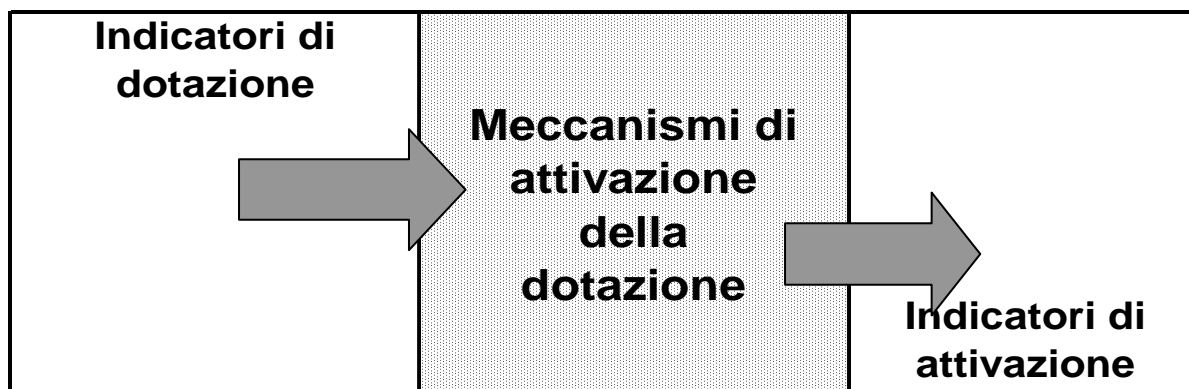 Indicatori di
dotazione
Meccanismi di
attivazione
della
dotazione
Indicatori di
attivazione